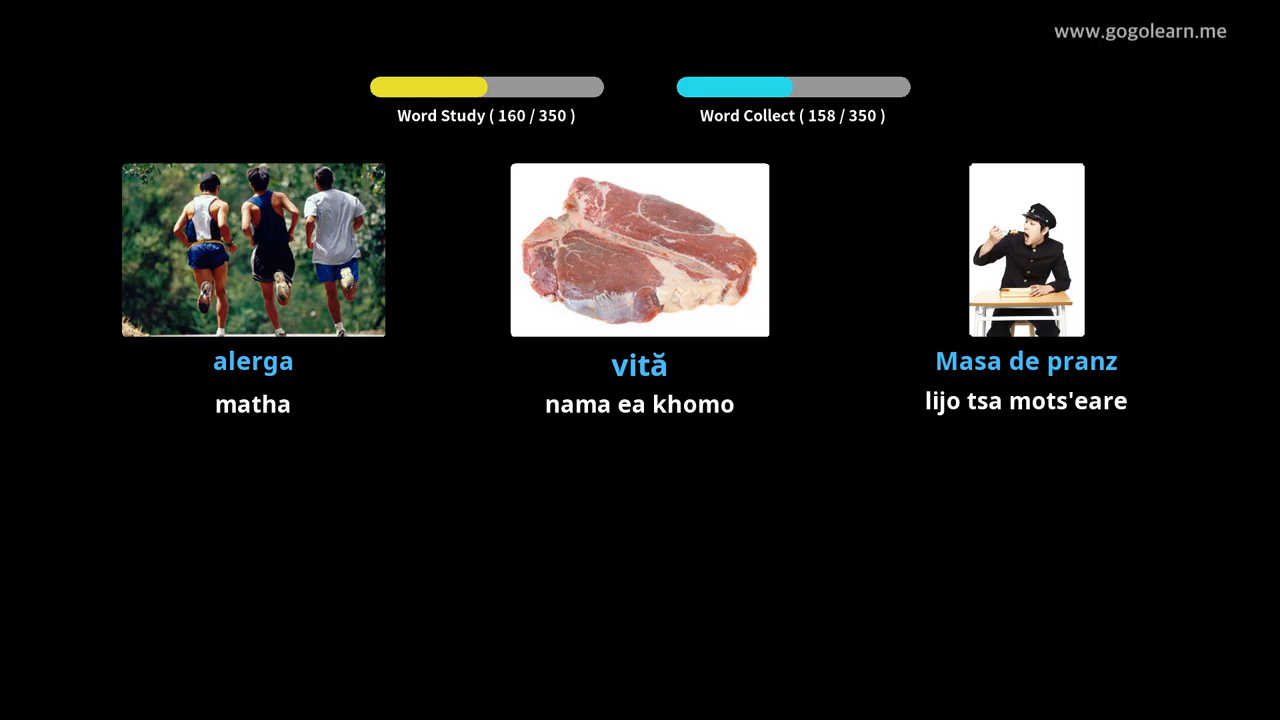 www.gogolearn.me
Word Study ( 160 / 350 )
Word Collect ( 158 / 350 )
alerga
matha
vită
nama ea khomo
Masa de pranz
lijo tsa mots'eare